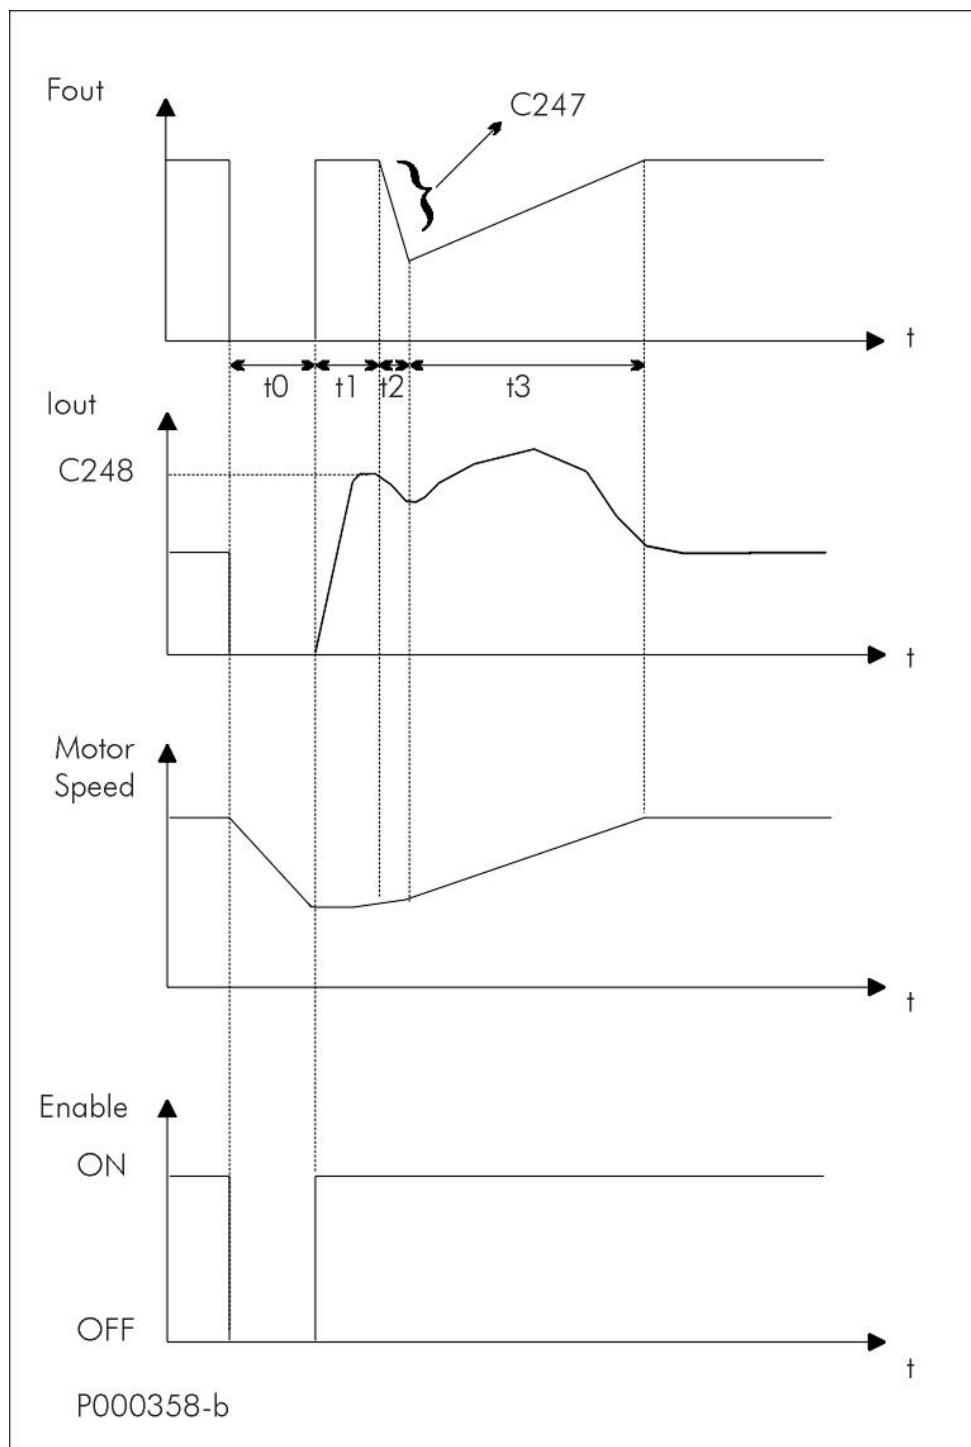 Fout
C247
t
t0 t1 t2 t3
Iout
C248
t
Motor
Speed
t
Enable
ON
OFF
t
P000358-b